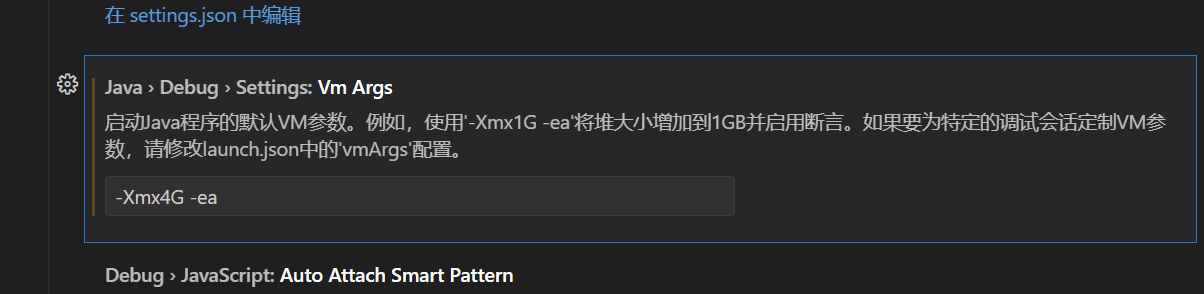 在 settings.json 中编辑
Java › Debug › Settings: Vm Args
启动Java程序的默认VM参数。例如，使用'-Xmx1G -ea'将堆大小增加到1GB并启用断言。如果要为特定的调试会话定制VM参
数，请修改launch.json中的'vmArgs'配置。
-Xmx4G -ea
Debug › JavaScript: Auto Attach Smart Pattern